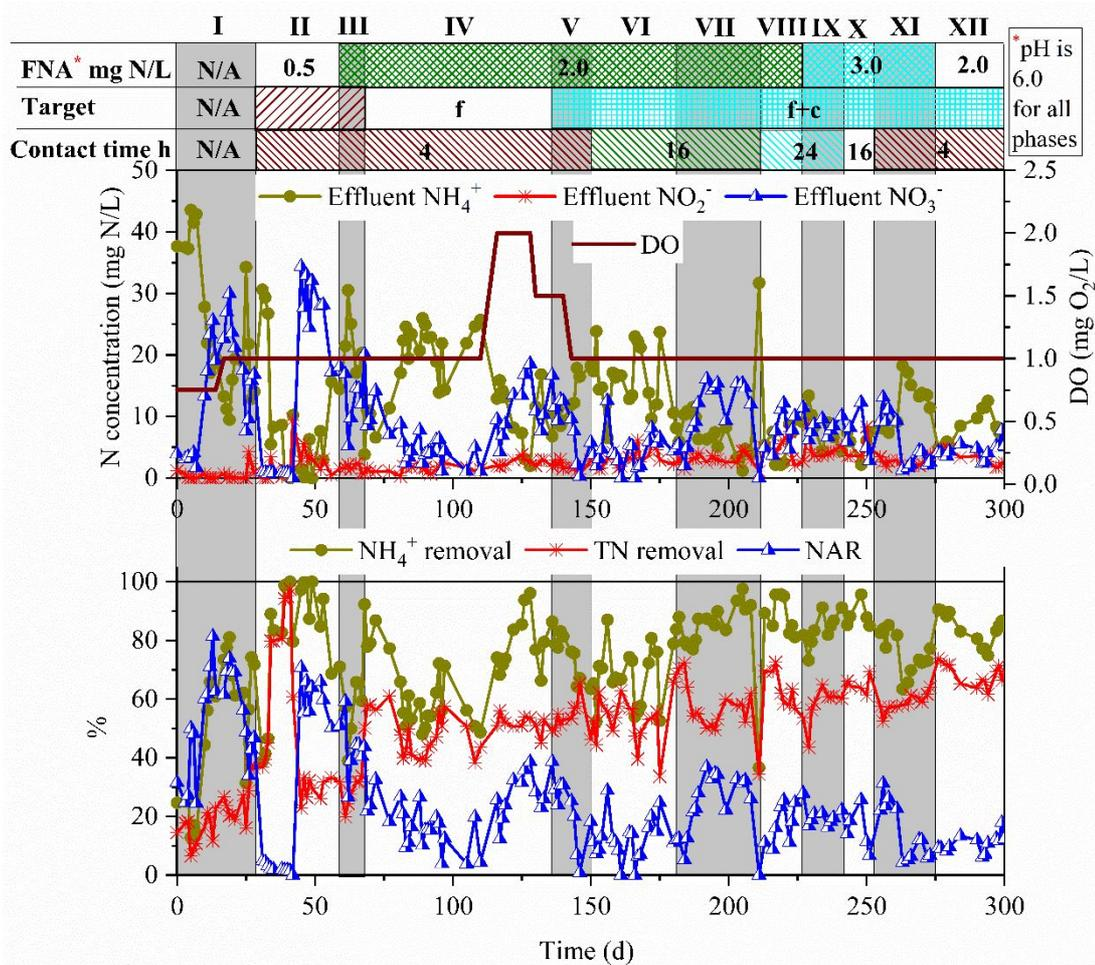 I II III IV V VI VII VIII IX X XI XII
FNA* mg N/L N/A 0.5 2.0 3.0 2.0
Target N/A f f+c
Contact time h N/A 4 16 24 16 4
*pH is
6.0
for all
phases
50 2.5
Effluent NH₄⁺ Effluent NO₂⁻ Effluent NO₃⁻
DO
40 2.0
30 1.5
20 1.0
10 0.5
0 0.0
N concentration (mg N/L)
DO (mg O₂/L)
0 50 100 150 200 250 300
NH₄⁺ removal TN removal NAR
100
80
60
40
20
0
%
0 50 100 150 200 250 300
Time (d)